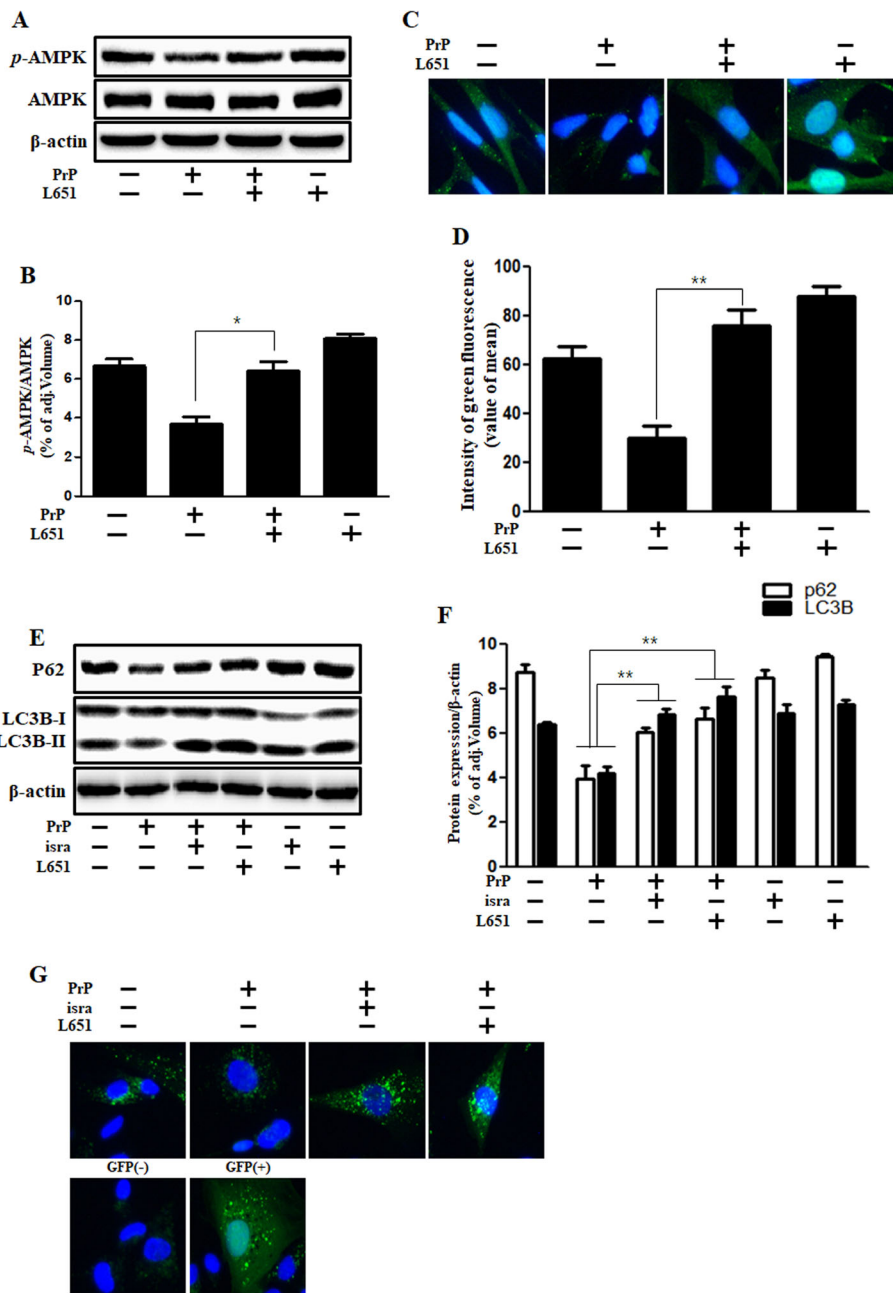 A
p-AMPK
AMPK
β-actin
PrP − + + −
L651 − − + +
B
p-AMPK/AMPK
(% of adj.Volume)
10
8
6
4
2
0
PrP − + + −
L651 − − + +
*
C
PrP − + + −
L651 − − + +
D
Intensity of green fluorescence
(value of mean)
100
80
60
40
20
0
**
PrP − + + −
L651 − − + +
E
P62
LC3B-I
LC3B-II
β-actin
PrP − + + + − −
isra − − + − + −
L651 − − − + − +
F
p62
LC3B
Protein expression/β-actin
(% of adj.Volume)
10
8
6
4
2
0
**
**
PrP − + + + − −
isra − − + − + −
L651 − − − + − +
G
PrP − + + +
isra − − + −
L651 − − − +
GFP(-) GFP(+)